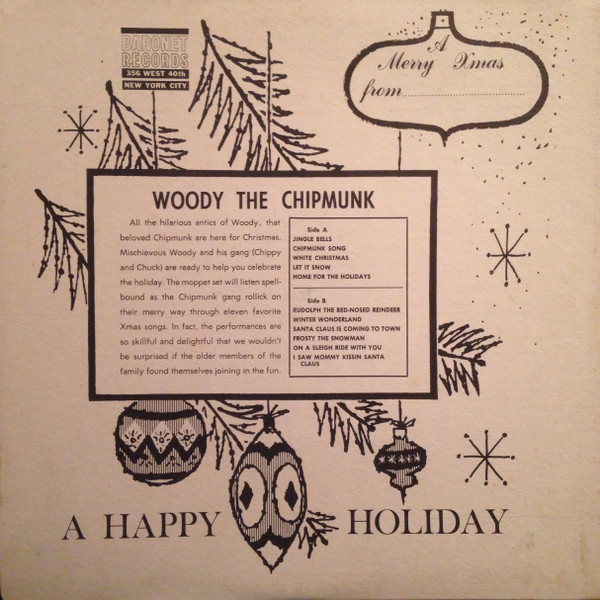 BARONET
RECORDS
356 WEST 40th
NEW YORK CITY
A
Merry Xmas
from
WOODY THE CHIPMUNK
All the hilarious antics of Woody, that
beloved Chipmunk are here for Christmas.
Mischievous Woody and his gang (Chippy
and Chuck) are ready to help you celebrate
the holiday. The moppet set will listen spell-
bound as the Chipmunk gang rollick on
their merry way through eleven favorite
Xmas songs. In fact, the performances are
so skillful and delightful that we wouldn't
be surprised if the older members of the
family found themselves joining in the fun.
Side A
JINGLE BELLS
CHIPMUNK SONG
WHITE CHRISTMAS
LET IT SNOW
HOME FOR THE HOLIDAYS
Side B
EUDOLPH THE RED-NOSED REINDEER
WINTER WONDERLAND
SANTA CLAUS IS COMING TO TOWN
FROSTY THE SNOWMAN
ON A SLEIGH RIDE WITH YOU
I SAW MOMMY KISSIN SANTA
CLAUS
A HAPPY HOLIDAY